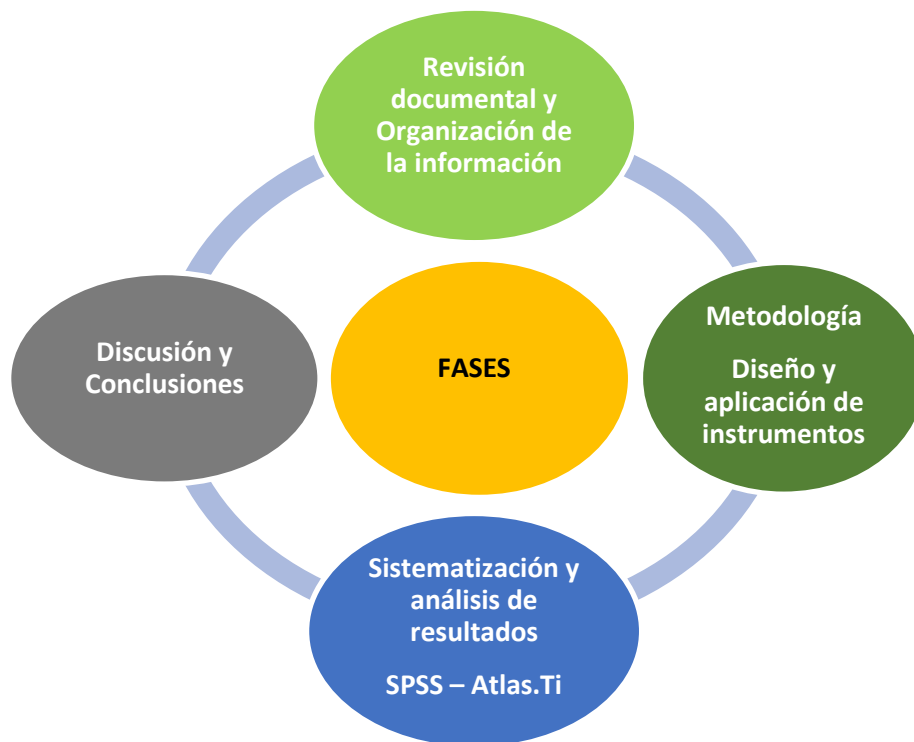 Revisión
documental y
Organización de
la información
Metodología
Diseño y
aplicación de
instrumentos
Discusión y
Conclusiones
FASES
Sistematización y
análisis de
resultados
SPSS – Atlas.Ti